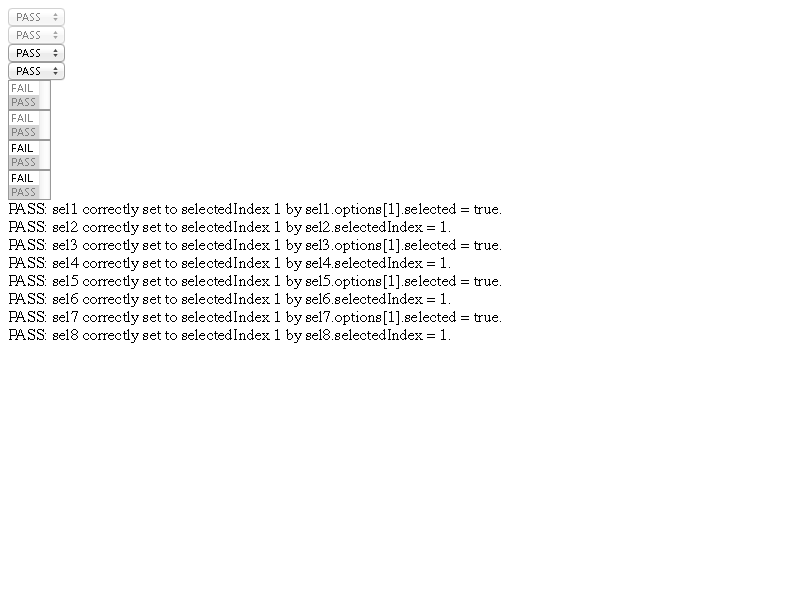 PASS
PASS
PASS
PASS
FAIL
PASS
FAIL
PASS
FAIL
PASS
FAIL
PASS
PASS: sel1 correctly set to selectedIndex 1 by sel1.options[1].selected = true.
PASS: sel2 correctly set to selectedIndex 1 by sel2.selectedIndex = 1.
PASS: sel3 correctly set to selectedIndex 1 by sel3.options[1].selected = true.
PASS: sel4 correctly set to selectedIndex 1 by sel4.selectedIndex = 1.
PASS: sel5 correctly set to selectedIndex 1 by sel5.options[1].selected = true.
PASS: sel6 correctly set to selectedIndex 1 by sel6.selectedIndex = 1.
PASS: sel7 correctly set to selectedIndex 1 by sel7.options[1].selected = true.
PASS: sel8 correctly set to selectedIndex 1 by sel8.selectedIndex = 1.